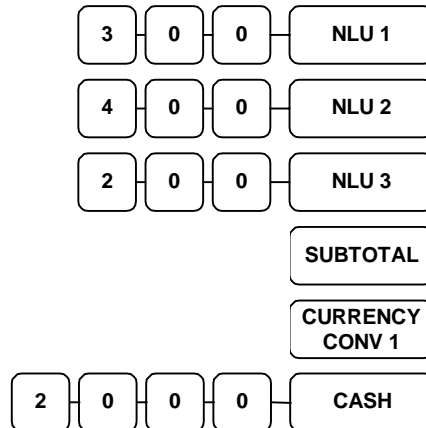 3 0 0 NLU 1
4 0 0 NLU 2
2 0 0 NLU 3
SUBTOTAL
CURRENCY
CONV 1
2 0 0 0 CASH